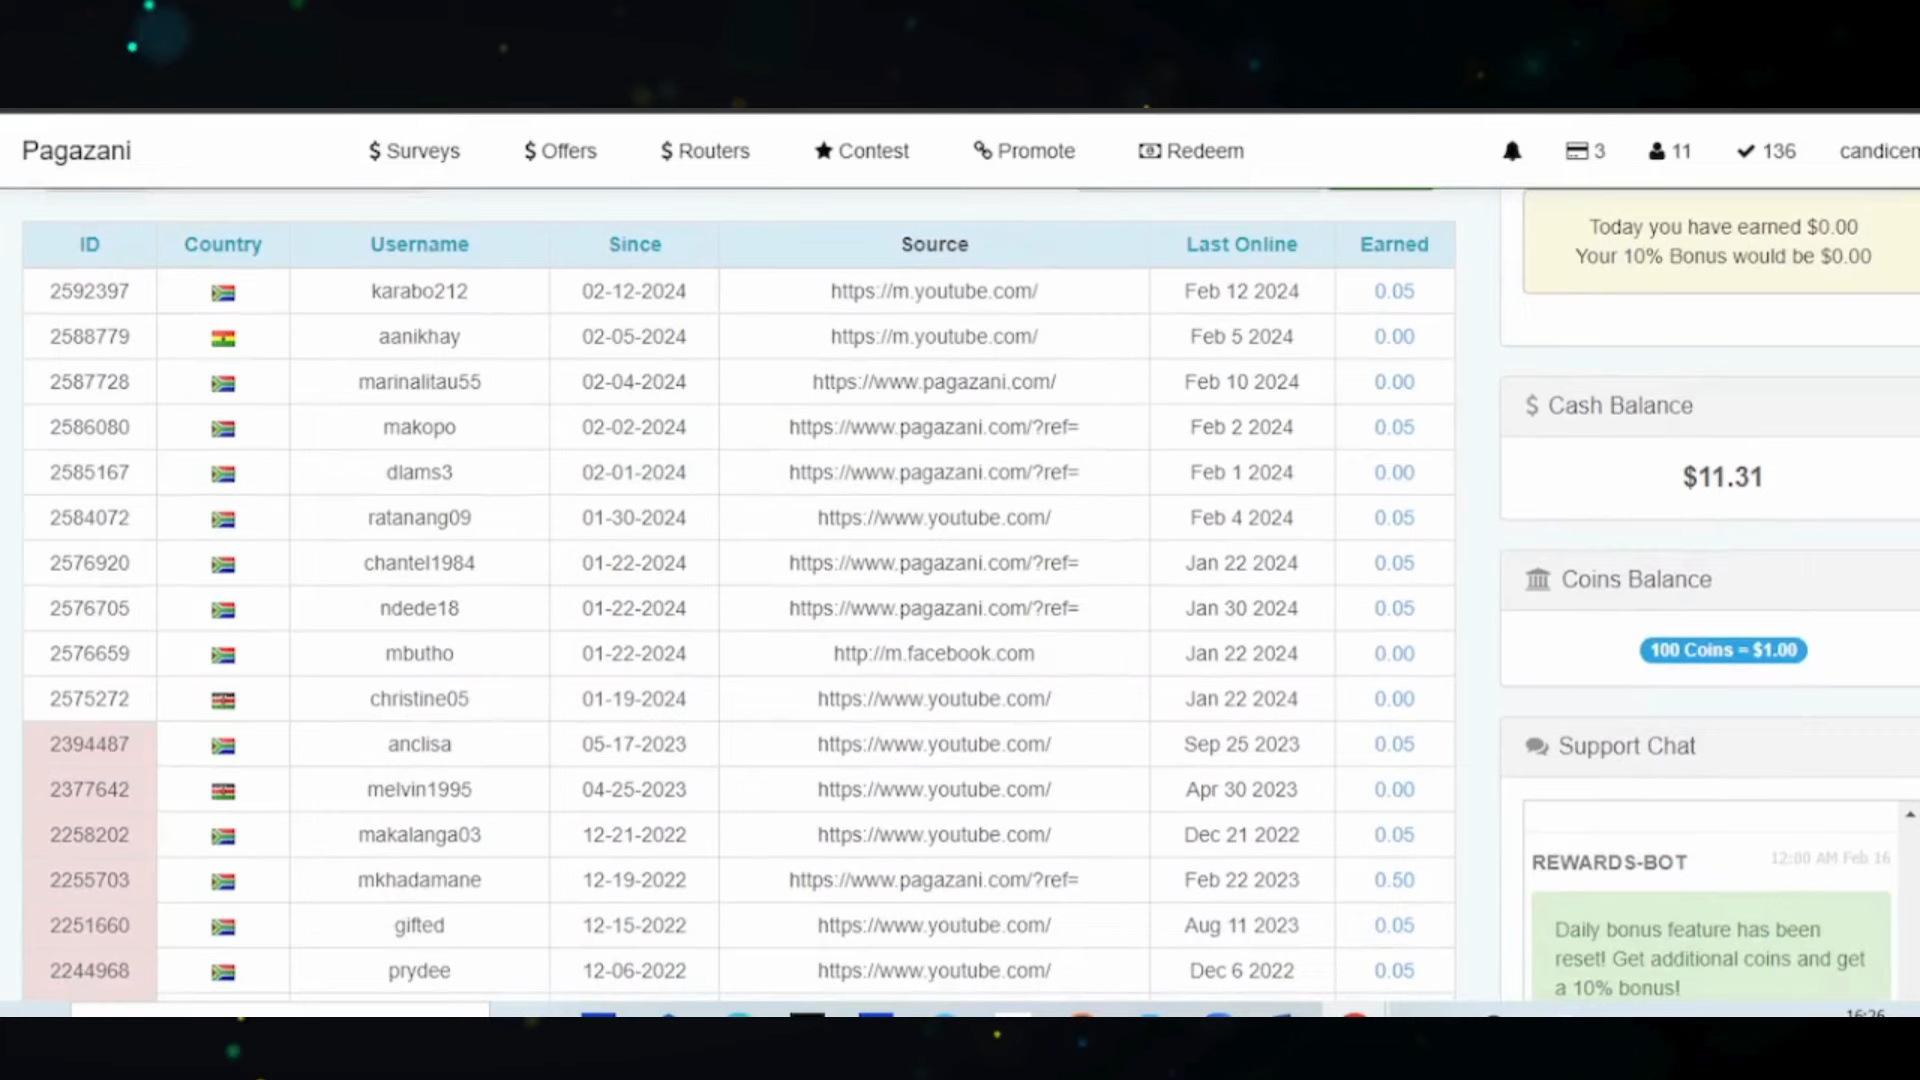 Pagazani $ Surveys $ Offers $ Routers Contest Promote Redeem 3 11 136 candicem
Today you have earned $0.00
Your 10% Bonus would be $0.00
ID Country Username Since Source Last Online Earned
2592397 karabo212 02-12-2024 https://m.youtube.com/ Feb 12 2024 0.05
2588779 aanikhay 02-05-2024 https://m.youtube.com/ Feb 5 2024 0.00
2587728 marinalitau55 02-04-2024 https://www.pagazani.com/ Feb 10 2024 0.00
2586080 makopo 02-02-2024 https://www.pagazani.com/?ref= Feb 2 2024 0.05
2585167 dlams3 02-01-2024 https://www.pagazani.com/?ref= Feb 1 2024 0.00
2584072 ratanang09 01-30-2024 https://www.youtube.com/ Feb 4 2024 0.05
2576920 chantel1984 01-22-2024 https://www.pagazani.com/?ref= Jan 22 2024 0.05
2576705 ndede18 01-22-2024 https://www.pagazani.com/?ref= Jan 30 2024 0.05
2576659 mbutho 01-22-2024 http://m.facebook.com Jan 22 2024 0.00
2575272 christine05 01-19-2024 https://www.youtube.com/ Jan 22 2024 0.00
2394487 anclisa 05-17-2023 https://www.youtube.com/ Sep 25 2023 0.05
2377642 melvin1995 04-25-2023 https://www.youtube.com/ Apr 30 2023 0.00
2258202 makalanga03 12-21-2022 https://www.youtube.com/ Dec 21 2022 0.05
2255703 mkhadamane 12-19-2022 https://www.pagazani.com/?ref= Feb 22 2023 0.50
2251660 gifted 12-15-2022 https://www.youtube.com/ Aug 11 2023 0.05
2244968 prydee 12-06-2022 https://www.youtube.com/ Dec 6 2022 0.05
$ Cash Balance
$11.31
Coins Balance
100 Coins = $1.00
Support Chat
REWARDS-BOT 12:00 AM Feb 16
Daily bonus feature has been
reset! Get additional coins and get
a 10% bonus!